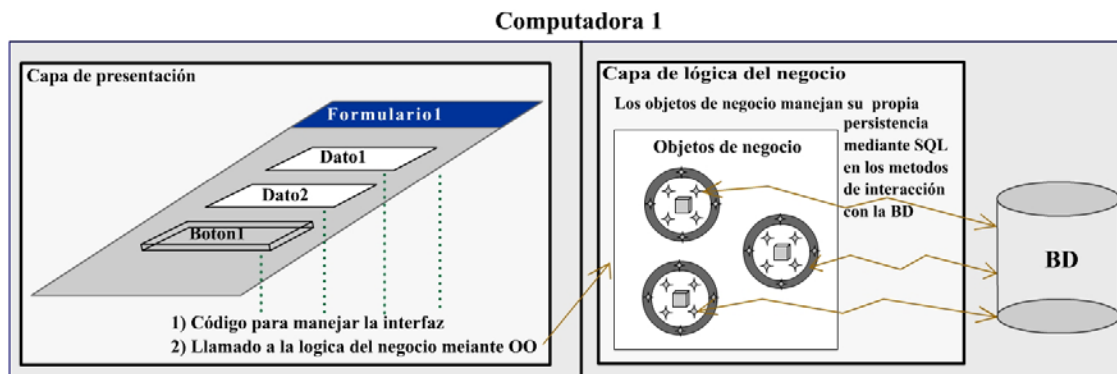 Computadora 1
Capa de presentación
Formulario1
Dato1
Dato2
Boton1
1) Código para manejar la interfaz
2) Llamado a la logica del negocio meiante OO
Capa de lógica del negocio
Los objetos de negocio manejan su propia
persistencia
mediante SQL
en los metodos
de interacción
con la BD
Objetos de negocio
BD